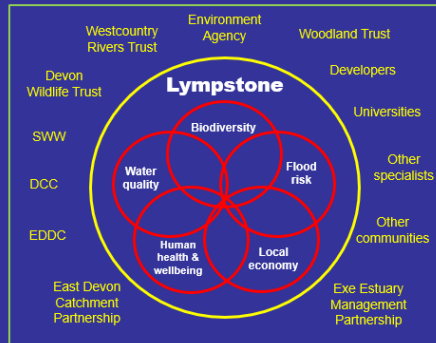 Environment
Agency
Westcountry
Rivers Trust
Woodland Trust
Devon
Wildlife Trust
Developers
Lympstone
Biodiversity
Universities
SWW
Water
quality
Flood
risk
Other
specialists
DCC
Other
communities
EDDC
Human
health &
wellbeing
Local
economy
East Devon
Catchment
Partnership
Exe Estuary
Management
Partnership